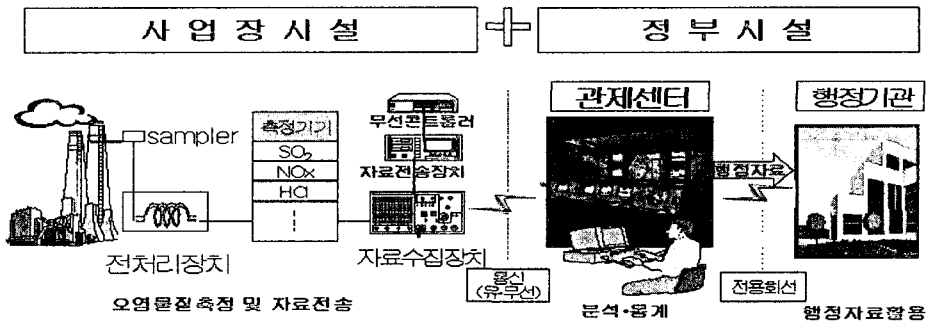 사업장시설
정부시설
관제센터
행정기관
sampler
측정기기
SO₂
NOx
HCl
무선콘트롤러
자료전송장치
행정자료
전처리장치
자료수집장치
통신
(유·무선)
전용회선
오염물질측정 및 자료전송
분석·통계
행정자료활용